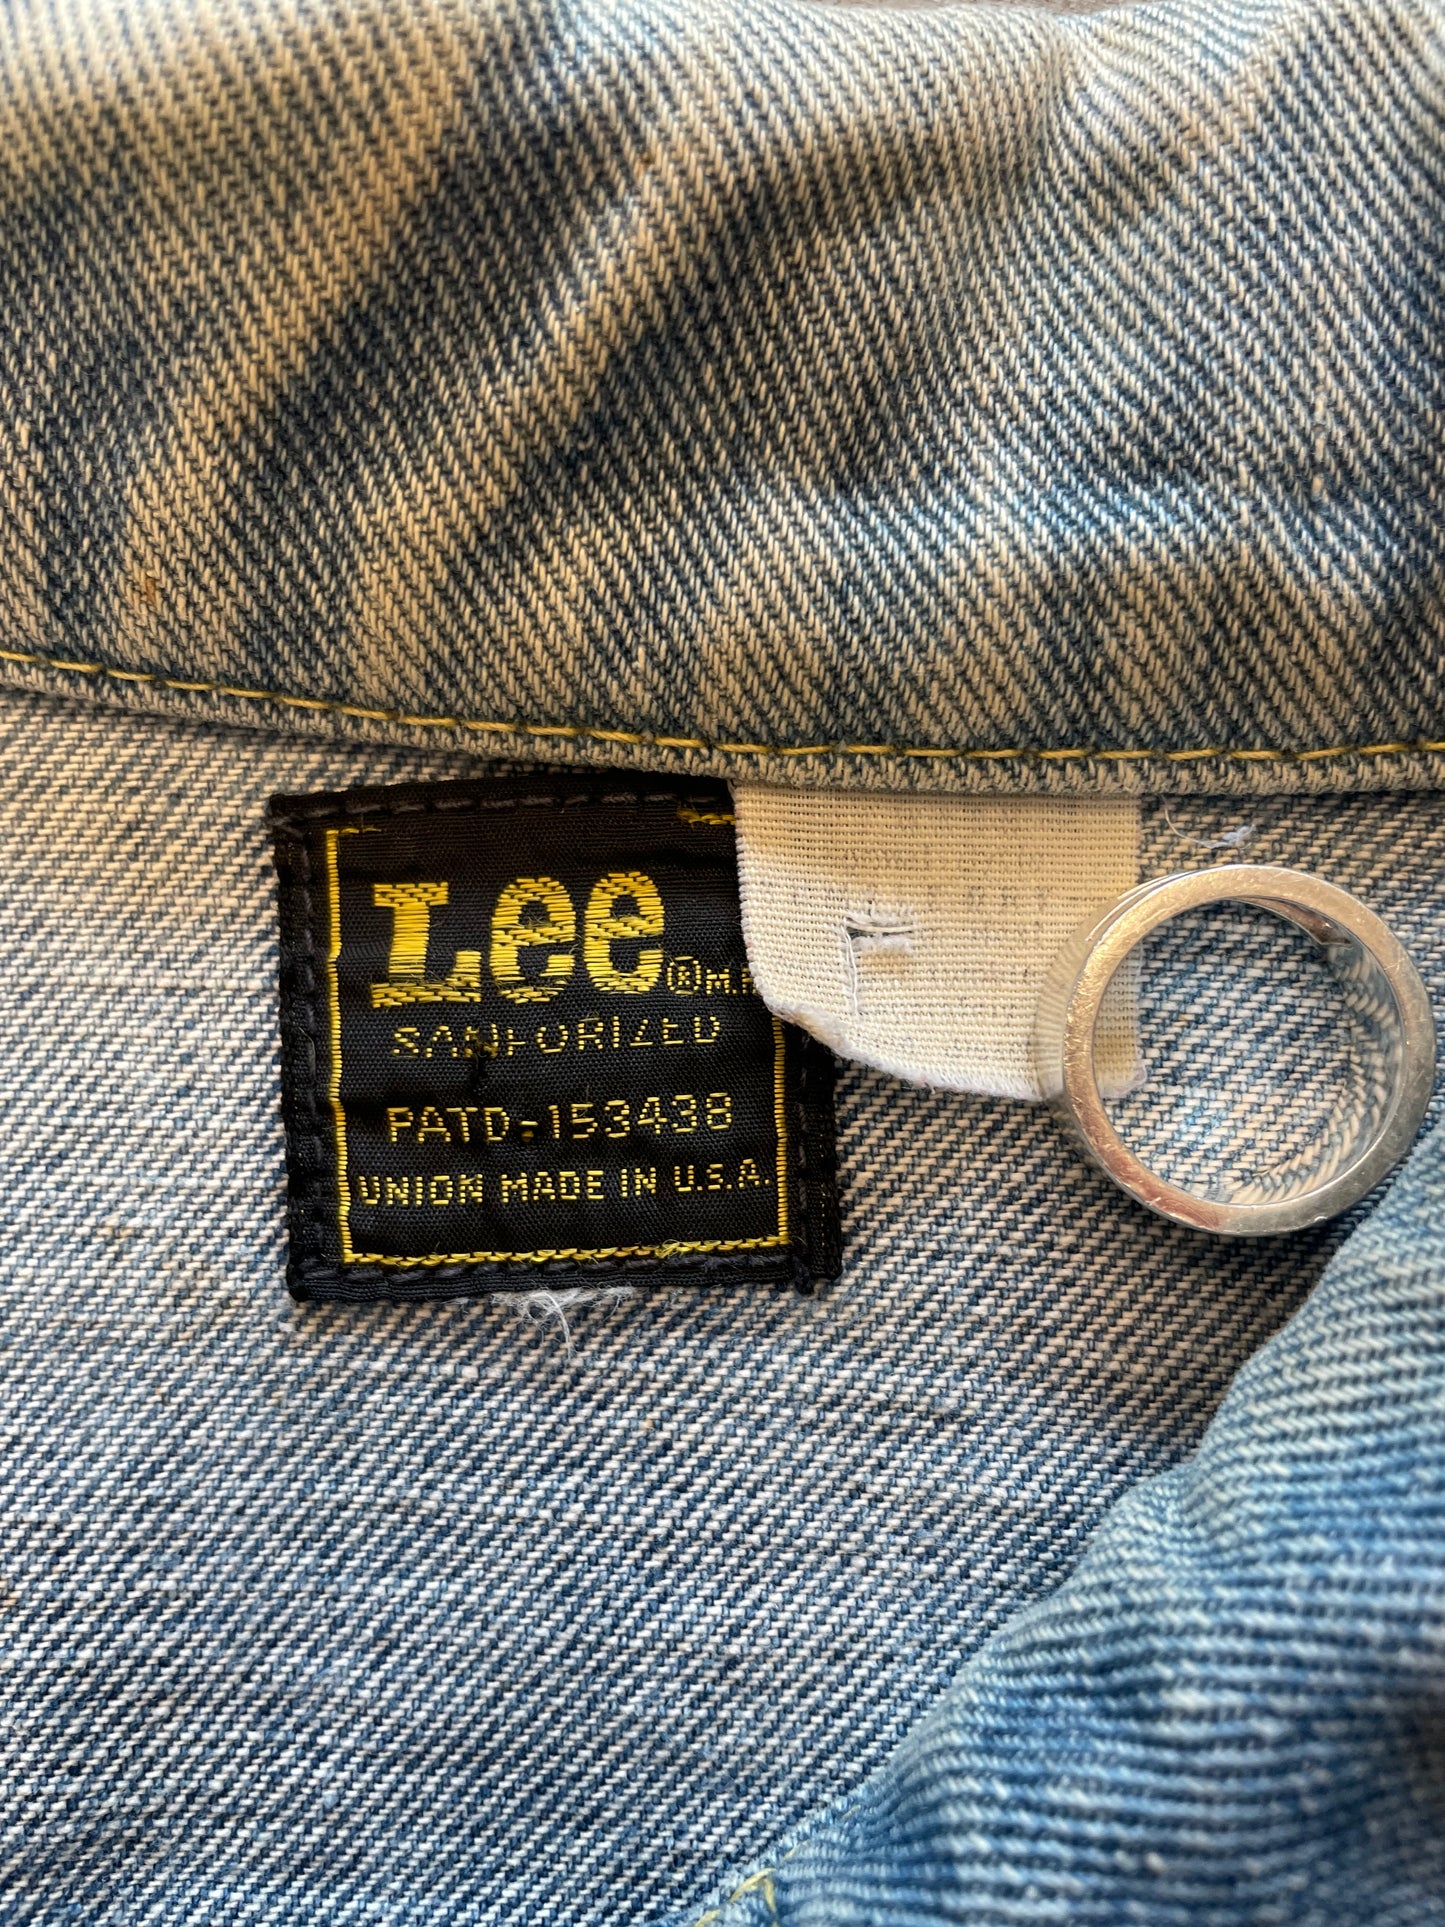 Lee ® M.R.
SANFORIZED
PATD-153438
UNION MADE IN U.S.A.